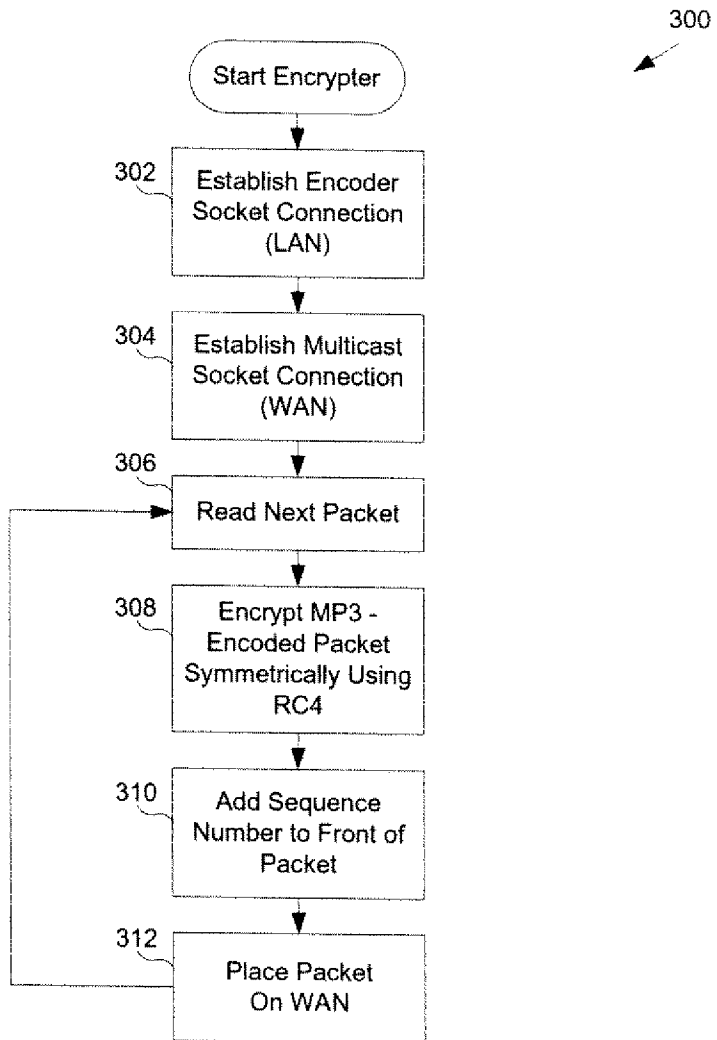 300
Start Encrypter
302
Establish Encoder
Socket Connection
(LAN)
304
Establish Multicast
Socket Connection
(WAN)
306
Read Next Packet
308
Encrypt MP3 -
Encoded Packet
Symmetrically Using
RC4
310
Add Sequence
Number to Front of
Packet
312
Place Packet
On WAN